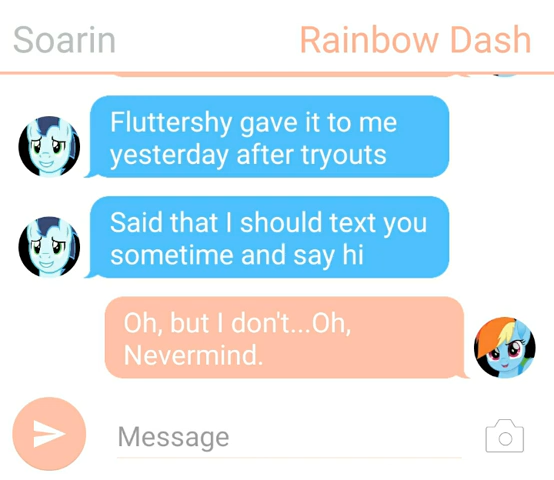 Soarin
Rainbow Dash
Fluttershy gave it to me
yesterday after tryouts
Said that I should text you
sometime and say hi
Oh, but I don't...Oh,
Nevermind.
Message